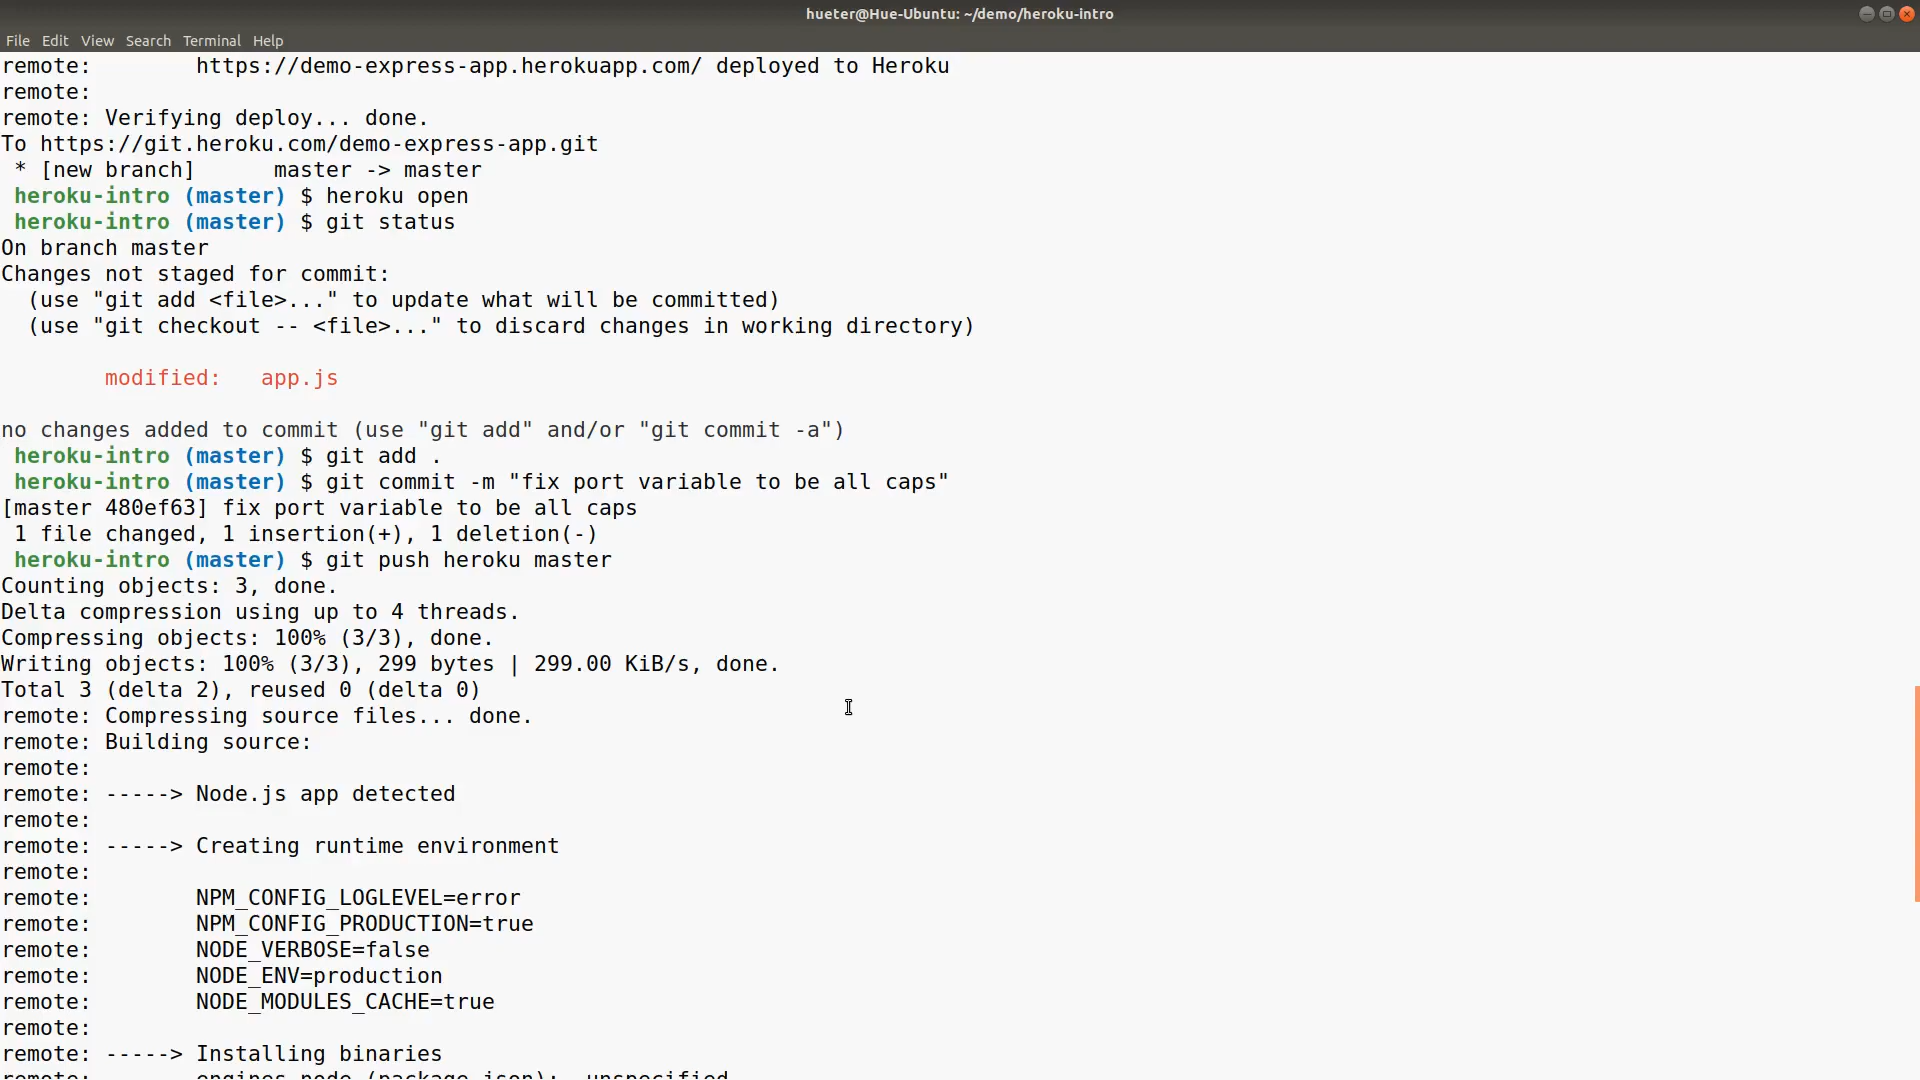 hueter@Hue-Ubuntu: ~/demo/heroku-intro
File Edit View Search Terminal Help
remote:        https://demo-express-app.herokuapp.com/ deployed to Heroku
remote:
remote: Verifying deploy... done.
To https://git.heroku.com/demo-express-app.git
 * [new branch]      master -> master
 heroku-intro (master) $ heroku open
 heroku-intro (master) $ git status
On branch master
Changes not staged for commit:
  (use "git add <file>..." to update what will be committed)
  (use "git checkout -- <file>..." to discard changes in working directory)
        modified:   app.js
no changes added to commit (use "git add" and/or "git commit -a")
 heroku-intro (master) $ git add .
 heroku-intro (master) $ git commit -m "fix port variable to be all caps"
[master 480ef63] fix port variable to be all caps
 1 file changed, 1 insertion(+), 1 deletion(-)
 heroku-intro (master) $ git push heroku master
Counting objects: 3, done.
Delta compression using up to 4 threads.
Compressing objects: 100% (3/3), done.
Writing objects: 100% (3/3), 299 bytes | 299.00 KiB/s, done.
Total 3 (delta 2), reused 0 (delta 0)
remote: Compressing source files... done.
remote: Building source:
remote:
remote: -----> Node.js app detected
remote:
remote: -----> Creating runtime environment
remote:
remote:        NPM_CONFIG_LOGLEVEL=error
remote:        NPM_CONFIG_PRODUCTION=true
remote:        NODE_VERBOSE=false
remote:        NODE_ENV=production
remote:        NODE_MODULES_CACHE=true
remote:
remote: -----> Installing binaries
remote:        engines.node (package.json):  unspecified